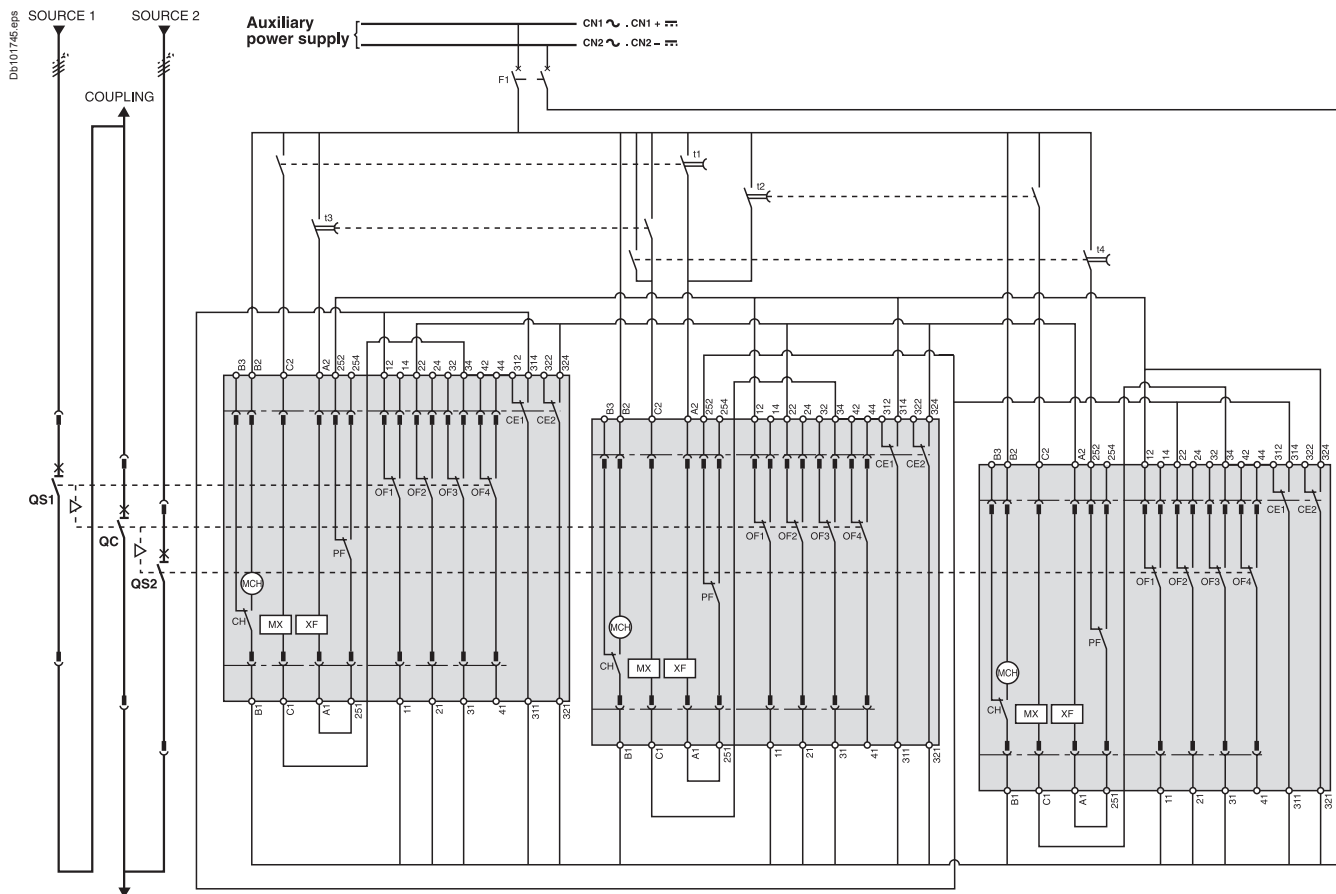 Db101745.eps
SOURCE 1
SOURCE 2
COUPLING
Auxiliary
power supply
CN1 ~ . CN1 + ⎓
CN2 ~ . CN2 – ⎓
F1
t1
t2
t3
t4
QS1
QC
QS2
B3 B2 C2 A2 252 254 12 14 22 24 32 34 42 44 312 314 322 324
CE1 CE2
OF1 OF2 OF3 OF4
PF
MCH
CH MX XF
B1 C1 A1 251 11 21 31 41 311 321
B3 B2 C2 A2 252 254 12 14 22 24 32 34 42 44 312 314 322 324
CE1 CE2
OF1 OF2 OF3 OF4
PF
MCH
CH MX XF
B1 C1 A1 251 11 21 31 41 311 321
B3 B2 C2 A2 252 254 12 14 22 24 32 34 42 44 312 314 322 324
CE1 CE2
OF1 OF2 OF3 OF4
PF
MCH
CH MX XF
B1 C1 A1 251 11 21 31 41 311 321